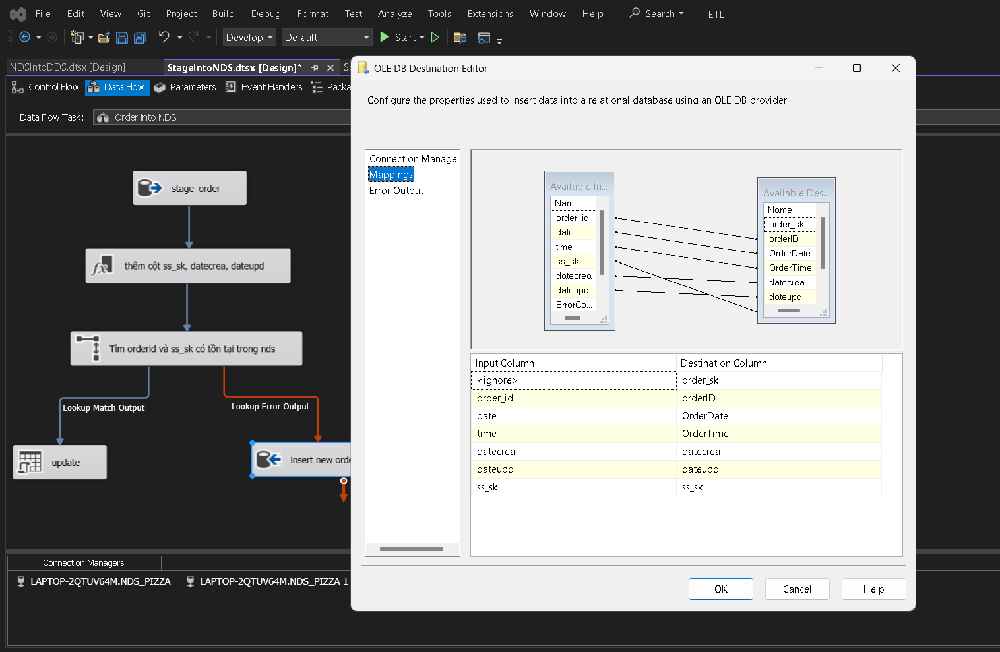 File Edit View Git Project Build Debug Format Test Analyze Tools Extensions Window Help Search ETL
Develop Default Start
NDSIntoDDS.dtsx [Design] StageIntoNDS.dtsx [Design]*
Control Flow Data Flow Parameters Event Handlers
Data Flow Task: Order into NDS
stage_order
thêm cột ss_sk, datecrea, dateupd
Tìm orderid và ss_sk có tồn tại trong nds
Lookup Match Output
Lookup Error Output
update
insert new orde
Connection Managers
LAPTOP-2QTUV64M.NDS_PIZZA LAPTOP-2QTUV64M.NDS_PIZZA 1
OLE DB Destination Editor
Configure the properties used to insert data into a relational database using an OLE DB provider.
Connection Manager
Mappings
Error Output
Available In...
Name
order_id
date
time
ss_sk
datecrea
dateupd
ErrorCo...
Available Des...
Name
order_sk
orderID
OrderDate
OrderTime
datecrea
dateupd
Input Column Destination Column
<ignore> order_sk
order_id orderID
date OrderDate
time OrderTime
datecrea datecrea
dateupd dateupd
ss_sk ss_sk
OK Cancel Help